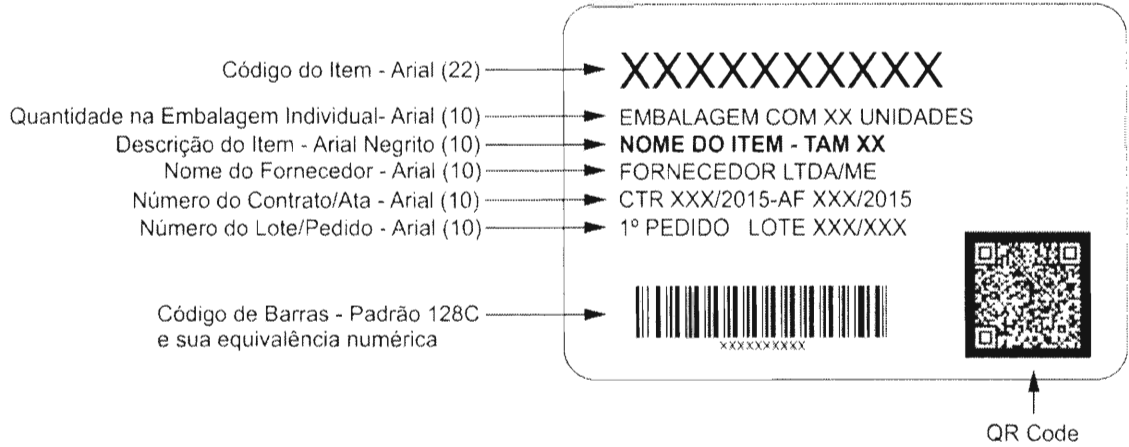 Código do Item - Arial (22)
XXXXXXXXXX
Quantidade na Embalagem Individual- Arial (10)
EMBALAGEM COM XX UNIDADES
Descrição do Item - Arial Negrito (10)
NOME DO ITEM - TAM XX
Nome do Fornecedor - Arial (10)
FORNECEDOR LTDA/ME
Número do Contrato/Ata - Arial (10)
CTR XXX/2015-AF XXX/2015
Número do Lote/Pedido - Arial (10)
1º PEDIDO LOTE XXX/XXX
Código de Barras - Padrão 128C
e sua equivalência numérica
XXXXXXXXXX
QR Code